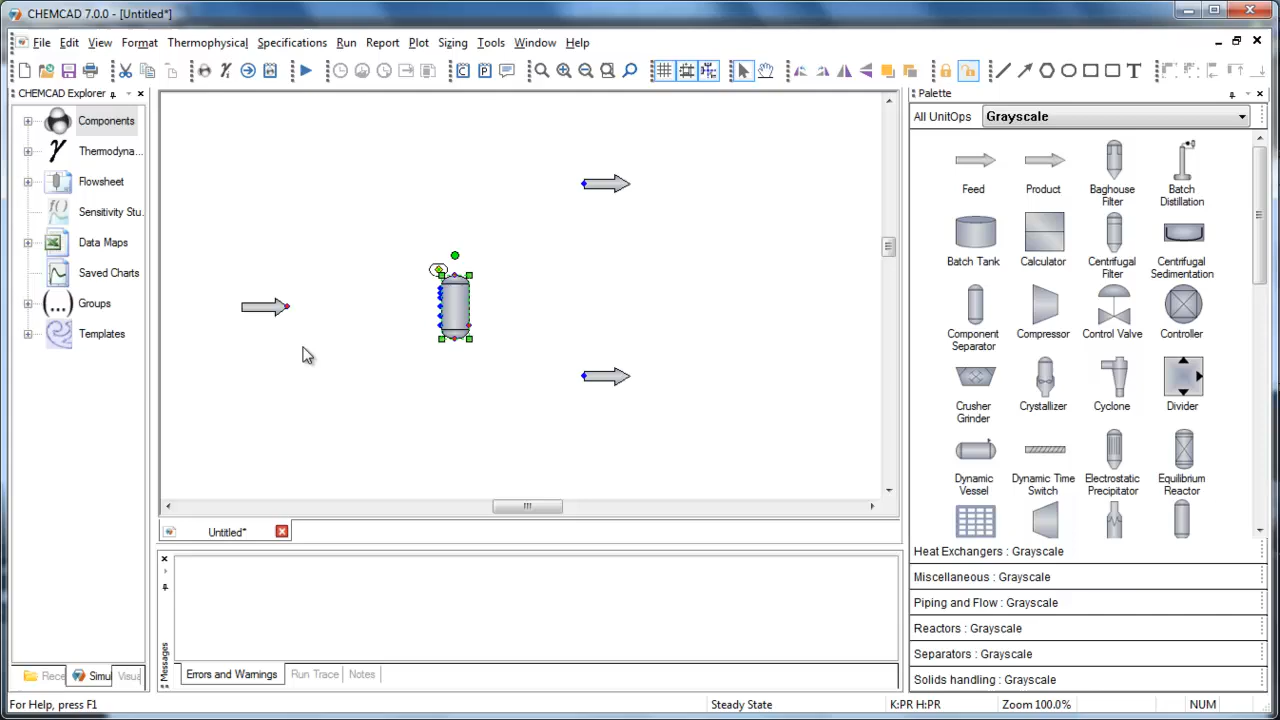 CHEMCAD 7.0.0 - [Untitled*]
File Edit View Format Thermophysical Specifications Run Report Plot Sizing Tools Window Help
CHEMCAD Explorer
Components
Thermodyna...
Flowsheet
Sensitivity Stu.
Data Maps
Saved Charts
Groups
Templates
Rece
Simu
Visua
Untitled*
Messages
Errors and Warnings Run Trace Notes
Palette
All UnitOps Grayscale
Feed Product Baghouse Filter Batch Distillation
Batch Tank Calculator Centrifugal Filter Centrifugal Sedimentation
Component Separator Compressor Control Valve Controller
Crusher Grinder Crystallizer Cyclone Divider
Dynamic Vessel Dynamic Time Switch Electrostatic Precipitator Equilibrium Reactor
Heat Exchangers : Grayscale
Miscellaneous : Grayscale
Piping and Flow : Grayscale
Reactors : Grayscale
Separators : Grayscale
Solids handling : Grayscale
For Help, press F1 Steady State K:PR H:PR Zoom 100.0% NUM